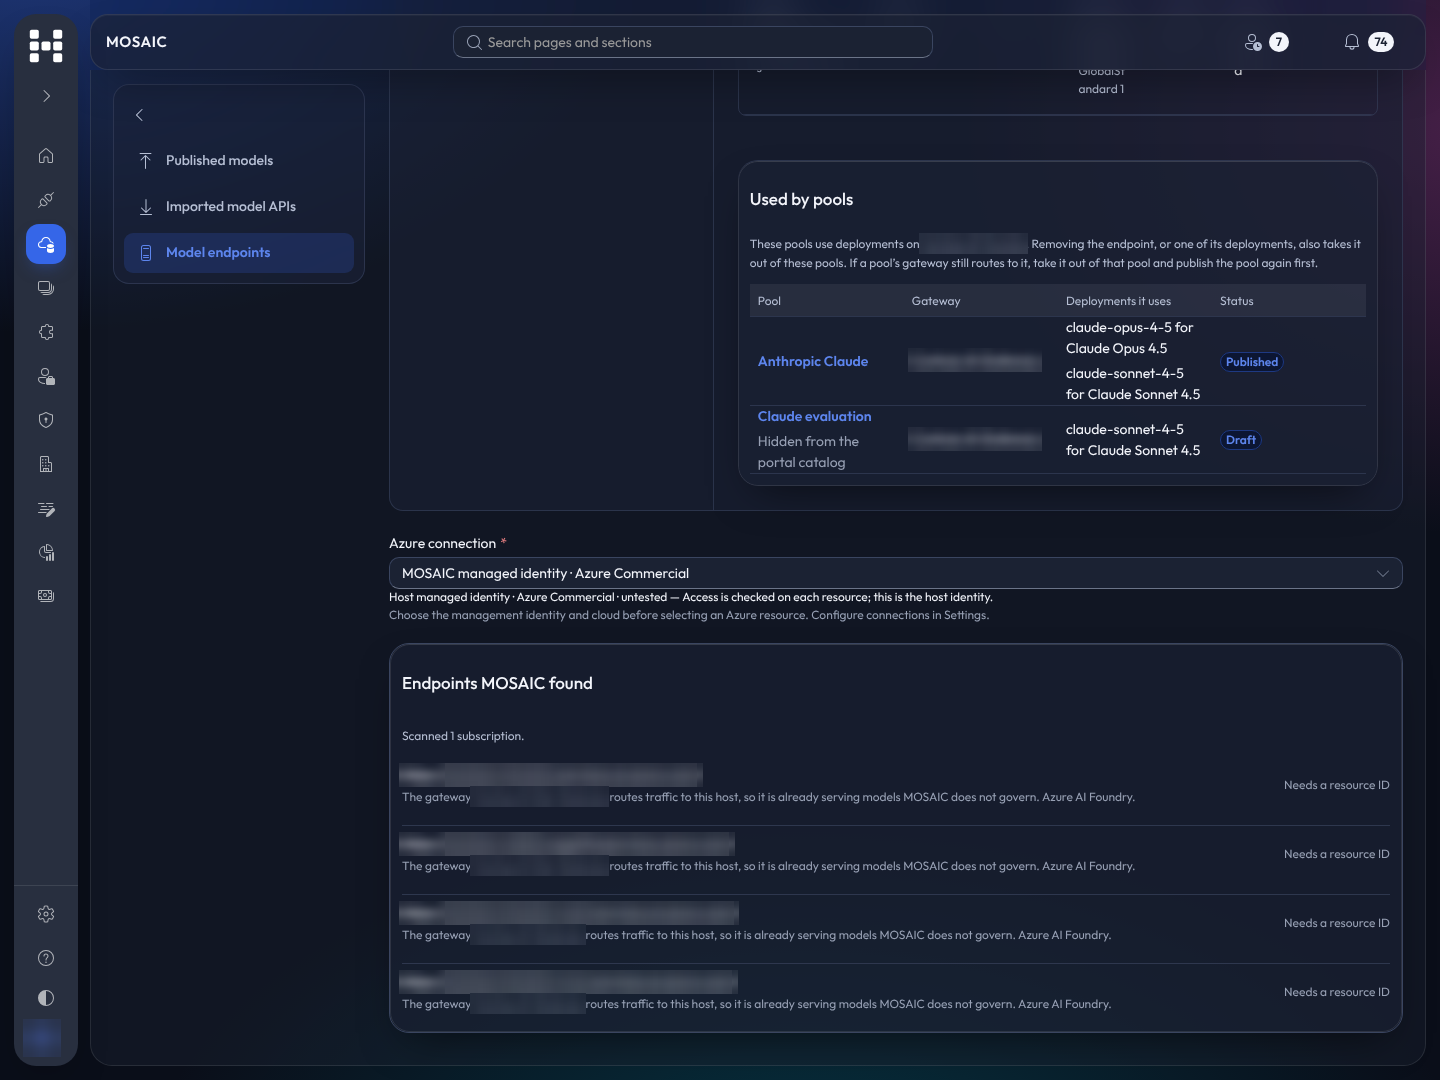 MOSAIC
Search pages and sections
7
74
GlobalSt
andard 1
Published models
Imported model APIs
Model endpoints
Used by pools
These pools use deployments on Removing the endpoint, or one of its deployments, also takes it
out of these pools. If a pool's gateway still routes to it, take it out of that pool and publish the pool again first.
Pool Gateway Deployments it uses Status
claude-opus-4-5 for
Claude Opus 4.5
Anthropic Claude Published
claude-sonnet-4-5
for Claude Sonnet 4.5
Claude evaluation
Hidden from the
portal catalog
claude-sonnet-4-5
for Claude Sonnet 4.5
Draft
Azure connection *
MOSAIC managed identity · Azure Commercial
Host managed identity · Azure Commercial · untested — Access is checked on each resource; this is the host identity.
Choose the management identity and cloud before selecting an Azure resource. Configure connections in Settings.
Endpoints MOSAIC found
Scanned 1 subscription.
The gateway routes traffic to this host, so it is already serving models MOSAIC does not govern. Azure AI Foundry.
Needs a resource ID
The gateway routes traffic to this host, so it is already serving models MOSAIC does not govern. Azure AI Foundry.
Needs a resource ID
The gateway routes traffic to this host, so it is already serving models MOSAIC does not govern. Azure AI Foundry.
Needs a resource ID
The gateway routes traffic to this host, so it is already serving models MOSAIC does not govern. Azure AI Foundry.
Needs a resource ID